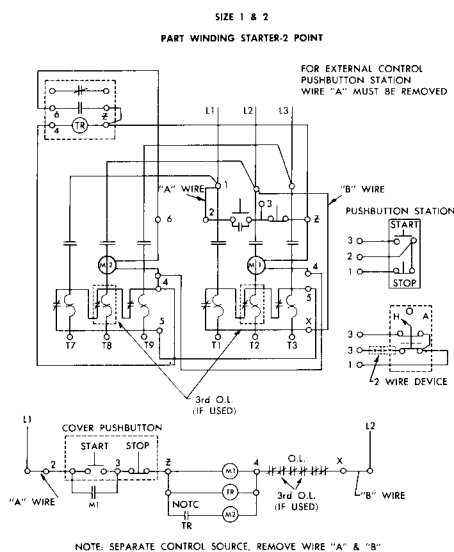 SIZE 1 & 2
PART WINDING STARTER-2 POINT
FOR EXTERNAL CONTROL
PUSHBUTTON STATION
WIRE "A" MUST BE REMOVED
6
4 TR Z
L1 L2 L3
"A" WIRE
1
"B" WIRE
6
2
3
Z
PUSHBUTTON STATION
START
3
2
1
STOP
M2
M1
4
4
5
5
X
T7 T8 T9 T1 T2 T3
3rd O.L.
(IF USED)
H A
3
3
1
2 WIRE DEVICE
L1
L2
COVER PUSHBUTTON
START STOP
2 3 Z M1 4 O.L. X
"A" WIRE
M1
TR
3rd O.L.
(IF USED)
"B" WIRE
NOTC
TR
M2
NOTE: SEPARATE CONTROL SOURCE, REMOVE WIRE "A" & "B"